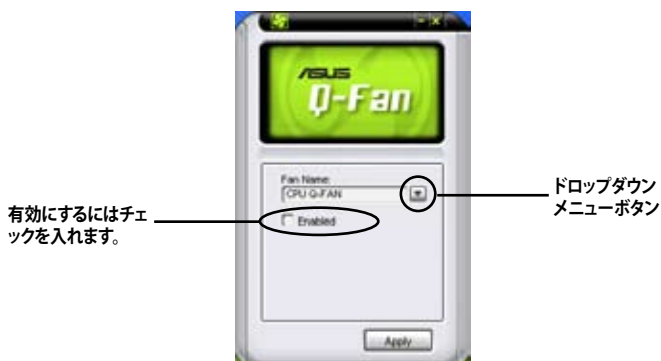 ASUS
Q-Fan
Fan Name:
CPU Q-FAN
Enabled
Apply
有効にするにはチェ
ックを入れます。
ドロップダウン
メニューボタン